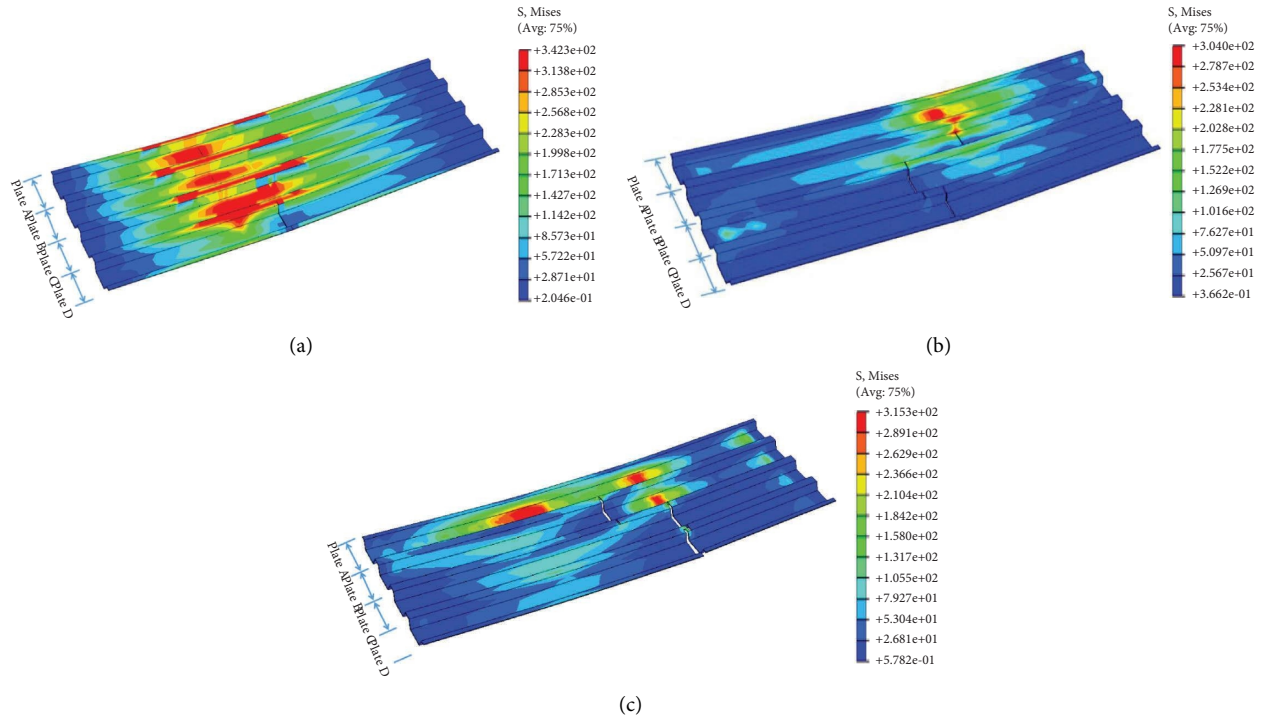 S, Mises
(Avg: 75%)
+3.423e+02
+3.138e+02
+2.853e+02
+2.568e+02
+2.283e+02
+1.998e+02
+1.713e+02
+1.427e+02
+1.142e+02
+8.573e+01
+5.722e+01
+2.871e+01
+2.046e-01
Plate A
Plate B
Plate C
Plate D
(a)
S, Mises
(Avg: 75%)
+3.040e+02
+2.787e+02
+2.534e+02
+2.281e+02
+2.028e+02
+1.775e+02
+1.522e+02
+1.269e+02
+1.016e+02
+7.627e+01
+5.097e+01
+2.567e+01
+3.662e-01
Plate A
Plate B
Plate C
Plate D
(b)
S, Mises
(Avg: 75%)
+3.153e+02
+2.891e+02
+2.629e+02
+2.366e+02
+2.104e+02
+1.842e+02
+1.580e+02
+1.317e+02
+1.055e+02
+7.927e+01
+5.304e+01
+2.681e+01
+5.782e-01
Plate A
Plate B
Plate C
Plate D
(c)